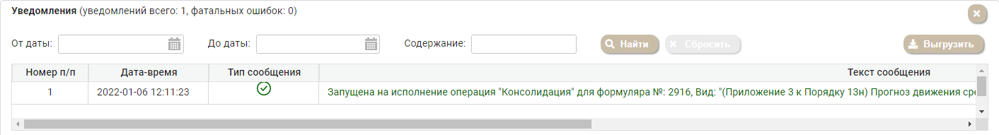 Уведомления (уведомлений всего: 1, фатальных ошибок: 0)
От даты: До даты: Содержание: Найти Сбросить Выгрузить
Номер п/п Дата-время Тип сообщения Текст сообщения
1 2022-01-06 12:11:23 Запущена на исполнение операция "Консолидация" для формуляра №: 2916, Вид: "(Приложение 3 к Порядку 13н) Прогноз движения сре